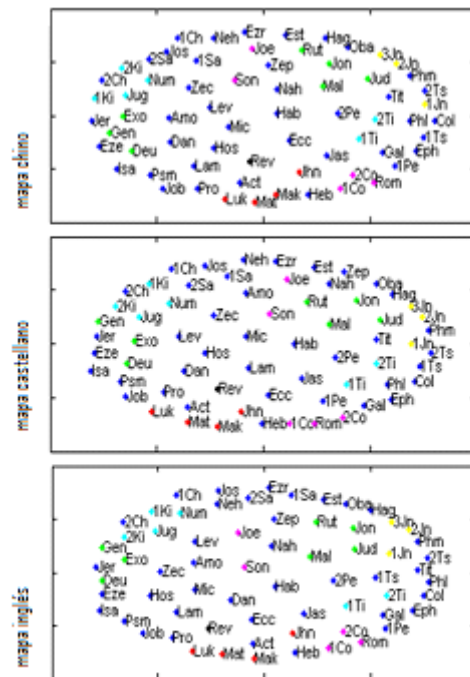 mapa chino
1Ch Neh Ezr Est Hag
2Sa Jos Joe Rut Oba
2Ki 1Sa Zep Jon 3Jn 2Jn
2Ch Num Son Jud Phm
1Ki Jug Zec Nah Mal Tit 2Ts 1Jn
Exo Lev Hab 2Pe
Jer Amo Mic 2Ti Phl Col
Gen Dan Ecc 1Ti 1Ts
Eze Deu Hos Jas Gal Eph
Isa Psm Lam Rev Jhn 2Co 1Pe
Job Pro Act Mak Heb 1Co Rom
Luk Mat
mapa castellano
1Ch Jos Neh Ezr Est Zep
2Ch 1Ki 2Sa 1Sa Joe Nah Oba
2Ki Num Amo Rut Jon Hag 3Jn
Gen Jug Zec Son Mal Jud 2Jn
Jer Exo Lev Mic Hab Tit 1Jn Phm
Eze Hos 2Pe 2Ts
Isa Deu Dan Lam 2Ti 1Ts
Psm Rev Jas 1Ti Phl Col
Job Pro Ecc 1Pe Gal Eph
Luk Act Jhn 2Co
Mat Mak Heb 1Co Rom
mapa inglés
1Ch Jos Ezr 1Sa
1Ki Neh 2Sa Est Oba Hag
2Ch Num Zep Rut 3Jn 2Jn
2Ki Jug Joe Jon
Gen Lev Nah Jud Phm
Exo Amo Son Mal 1Jn 2Ts
Jer Zec Tit
Deu Mic Hab 2Pe 1Ts Phl
Eze Hos Dan Col
Isa Lam Ecc Jas 1Ti 2Ti Eph
Psm Rev Gal 1Pe
Job Pro Act Jhn 2Co Rom
Luk Mat Mak Heb 1Co